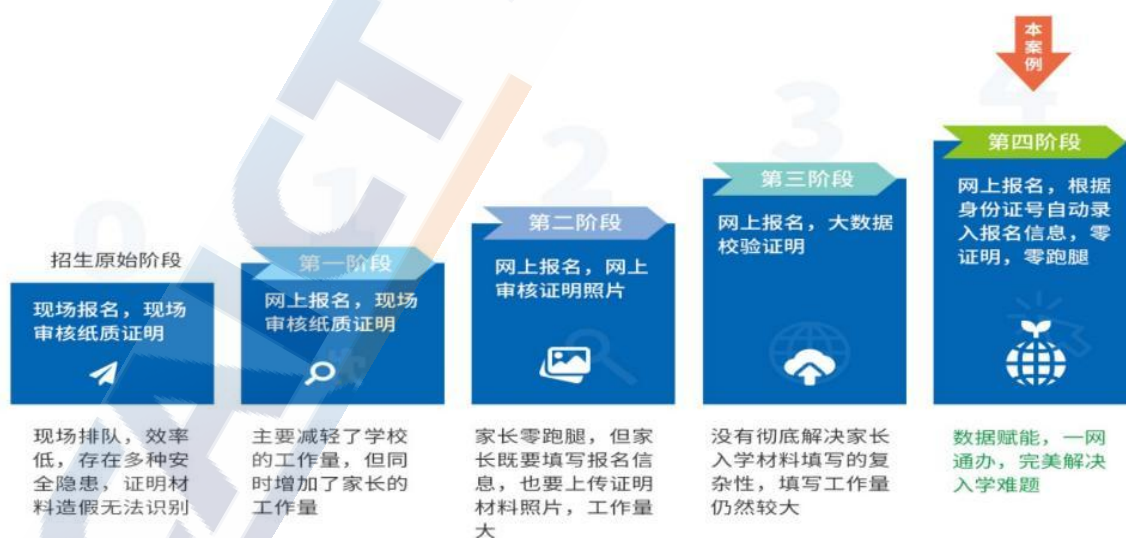 本案例
0
招生原始阶段
现场报名，现场
审核纸质证明
现场排队，效率
低，存在多种安
全隐患，证明材
料造假无法识别
1
第一阶段
网上报名，现场
审核纸质证明
主要减轻了学校
的工作量，但同
时增加了家长的
工作量
2
第二阶段
网上报名，网上
审核证明照片
家长零跑腿，但家
长既要填写报名信
息，也要上传证明
材料照片，工作量
大
3
第三阶段
网上报名，大数据
校验证明
没有彻底解决家长
入学材料填写的复
杂性，填写工作量
仍然较大
4
第四阶段
网上报名，根据
身份证号自动录
入报名信息，零
证明，零跑腿
数据赋能，一网
通办，完美解决
入学难题